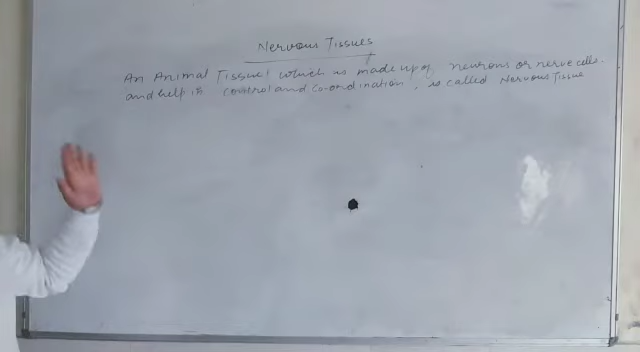 Nervous Tissues
An Animal Tissue which is made up of neurons or nerve cells.
and help in control and co-ordination, is called Nervous Tissue